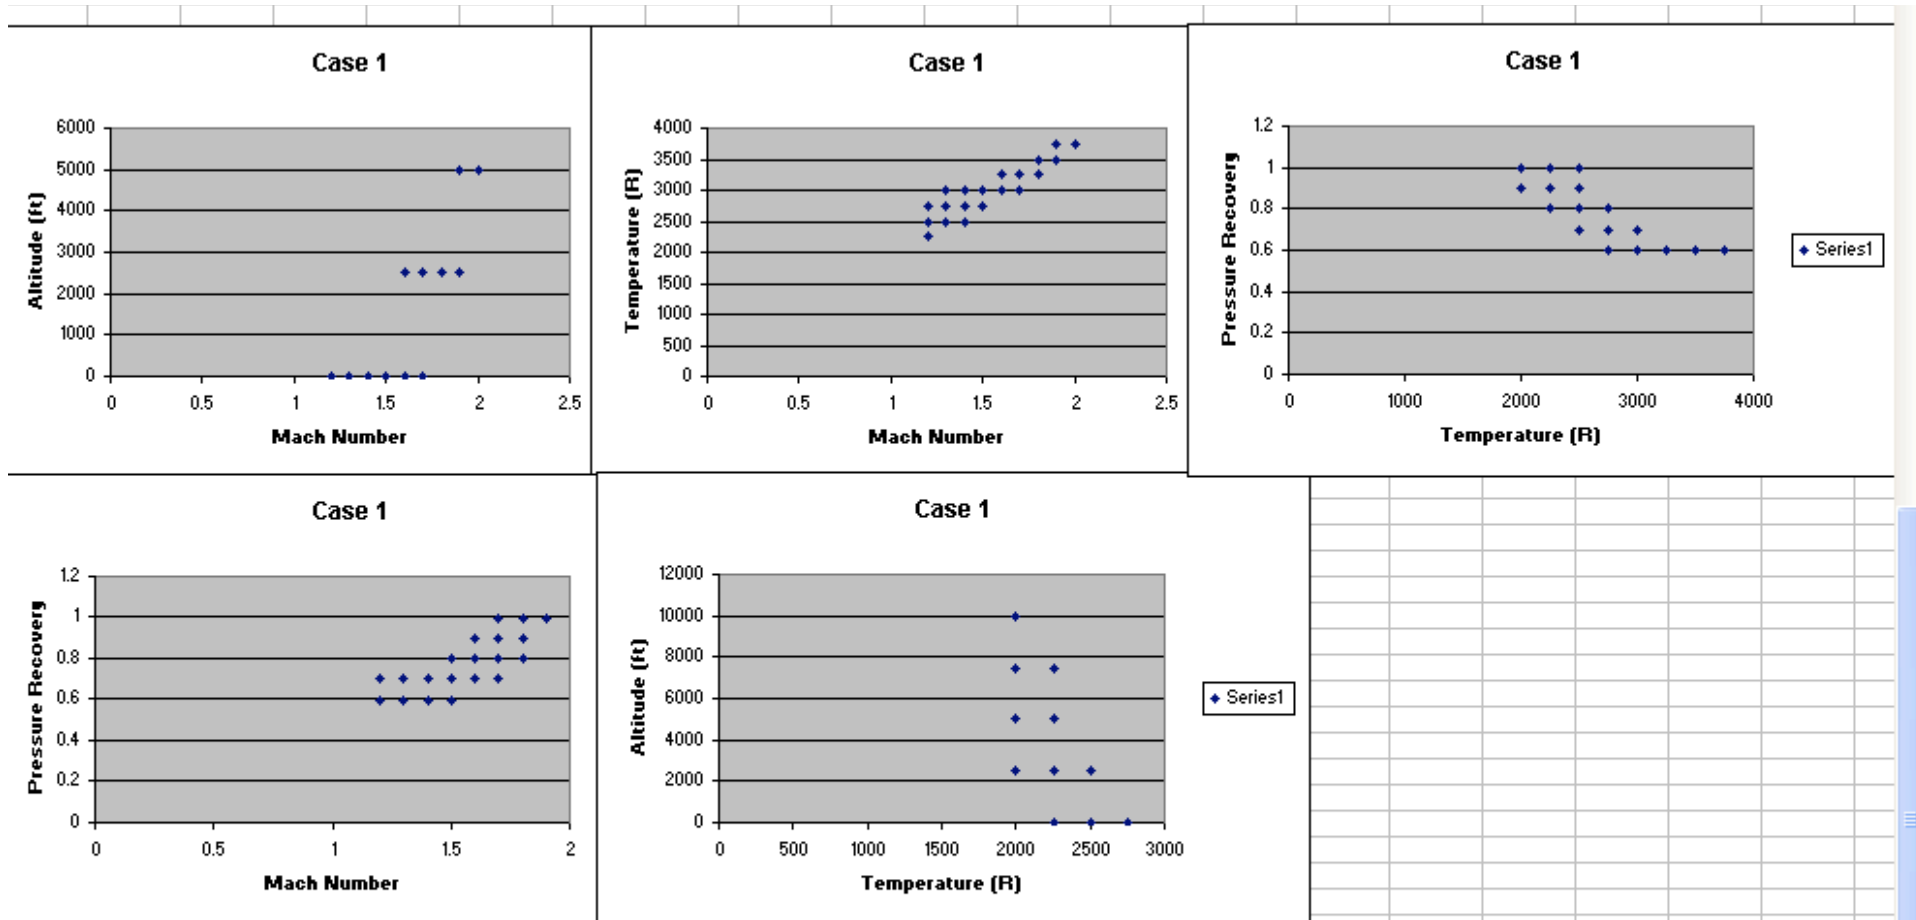 Case 1
6000
5000
4000
3000
2000
1000
0
0 0.5 1 1.5 2 2.5
Altitude (ft)
Mach Number
Case 1
4000
3500
3000
2500
2000
1500
1000
500
0
0 0.5 1 1.5 2 2.5
Temperature (R)
Mach Number
Case 1
1.2
1
0.8
0.6
0.4
0.2
0
0 1000 2000 3000 4000
Pressure Recovery
Temperature (R)
Series1
Case 1
1.2
1
0.8
0.6
0.4
0.2
0
0 0.5 1 1.5 2
Pressure Recovery
Mach Number
Case 1
12000
10000
8000
6000
4000
2000
0
0 500 1000 1500 2000 2500 3000
Altitude (ft)
Temperature (R)
Series1